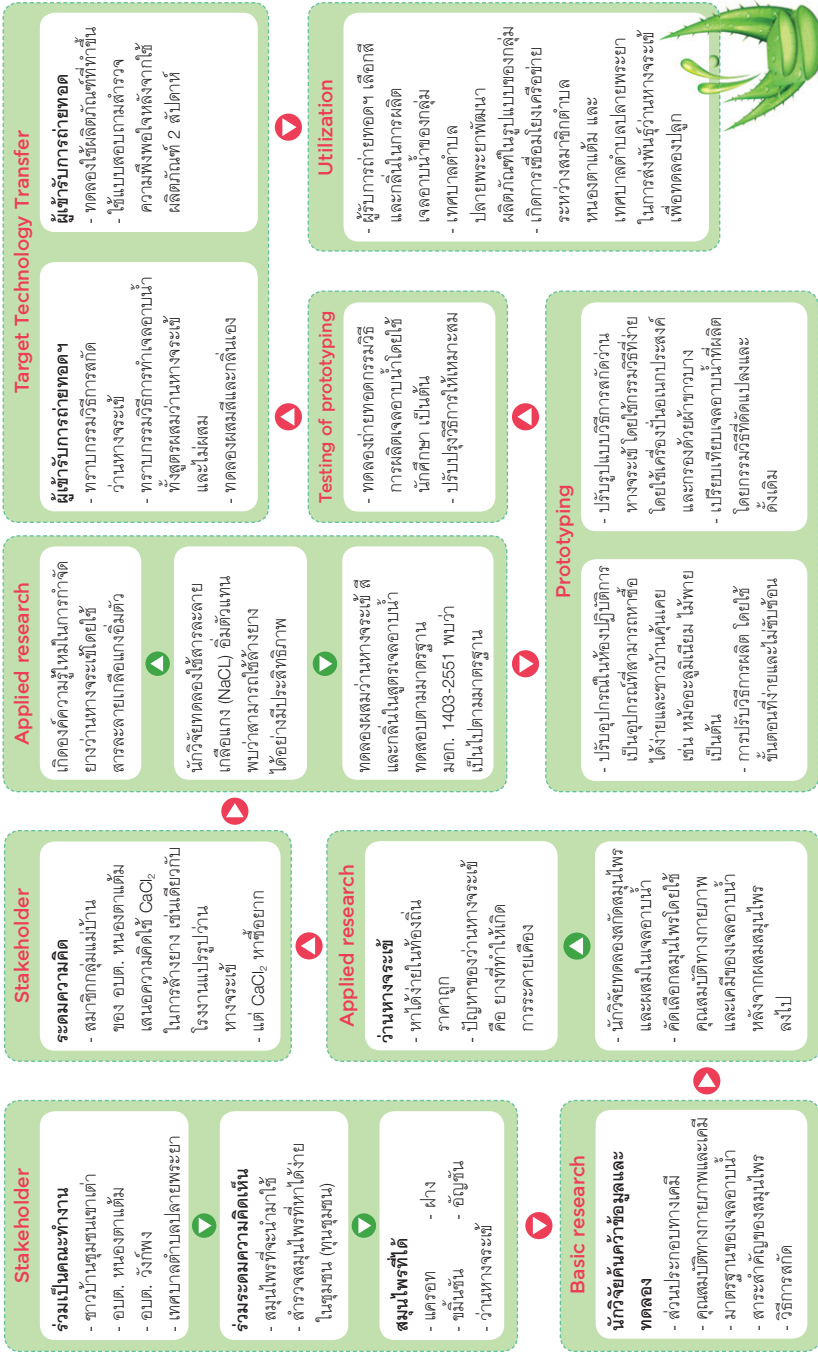 Stakeholder
ร่วมเป็นคณะทำงาน
- ชาวบ้านชุมชนเขาเต่า
- อบต. หนองตาแต้ม
- อบต. วังก์พง
- เทศบาลตำบลปลายพระยา
ร่วมระดมความคิดเห็น
- สมุนไพรที่จะนำมาใช้
- สำรวจสมุนไพรที่หาได้ง่าย
ในชุมชน (ทุนชุมชน)
สมุนไพรที่ได้
- แครอท - ฝาง
- ขมิ้นชัน - อัญชัน
- ว่านหางจระเข้
Basic research
นักวิจัยค้นคว้าข้อมูลและ
ทดลอง
- ส่วนประกอบทางเคมี
- คุณสมบัติทางกายภาพและเคมี
- มาตรฐานของเจลอาบน้ำ
- สาระสำคัญของสมุนไพร
- วิธีการสกัด
Stakeholder
ระดมความคิด
- สมาชิกกลุ่มแม่บ้าน
ของ อบต. หนองตาแต้ม
เสนอความคิดใช้ CaCl₂
ในการล้างยาง เช่นเดียวกับ
โรงงานแปรรูปว่าน
หางจระเข้
- แต่ CaCl₂ หาซื้อยาก
Applied research
ว่านหางจระเข้
- หาได้ง่ายในท้องถิ่น
ราคาถูก
- ปัญหาของว่านหางจระเข้
คือ ยางที่ทำให้เกิด
การระคายเคือง
- นักวิจัยทดลองสกัดสมุนไพร
และผสมในเจลอาบน้ำ
- คัดเลือกสมุนไพรโดยใช้
คุณสมบัติทางกายภาพ
และเคมีของเจลอาบน้ำ
หลังจากผสมสมุนไพร
ลงไป
Applied research
เกิดองค์ความรู้ใหม่ในการกำจัด
ยางว่านหางจระเข้โดยใช้
สารละลายเกลือแกงอิ่มตัว
นักวิจัยทดลองใช้สารละลาย
เกลือแกง (NaCL) อิ่มตัวแทน
พบว่าสามารถใช้ล้างยาง
ได้อย่างมีประสิทธิภาพ
ทดลองผสมว่านหางจระเข้ สี
และกลิ่นในสูตรเจลอาบน้ำ
ทดสอบตามมาตรฐาน
มอก. 1403-2551 พบว่า
เป็นไปตามมาตรฐาน
Prototyping
- ปรับอุปกรณ์ในห้องปฏิบัติการ
เป็นอุปกรณ์ที่สามารถหาซื้อ
ได้ง่ายและชาวบ้านคุ้นเคย
เช่น หม้ออะลูมิเนียม ไม้พาย
เป็นต้น
- การปรับวิธีการผลิต โดยใช้
ขั้นตอนที่ง่ายและไม่ซับซ้อน
- ปรับรูปแบบวิธีการสกัดว่าน
หางจระเข้ โดยใช้กรรมวิธีที่ง่าย
โดยใช้เครื่องปั่นอเนกประสงค์
และกรองด้วยผ้าขาวบาง
- เปรียบเทียบเจลอาบน้ำที่ผลิต
โดยกรรมวิธีที่ดัดแปลงและ
ดั้งเดิม
Target Technology Transfer
ผู้เข้ารับการถ่ายทอดฯ
- ทราบกรรมวิธีการสกัด
ว่านหางจระเข้
- ทราบกรรมวิธีการทำเจลอาบน้ำ
ทั้งสูตรผสมว่านหางจระเข้
และไม่ผสม
- ทดลองผสมสีและกลิ่นเอง
ผู้เข้ารับการถ่ายทอด
- ทดลองใช้ผลิตภัณฑ์ที่ทำขึ้น
- ใช้แบบสอบถามสำรวจ
ความพึงพอใจหลังจากใช้
ผลิตภัณฑ์ 2 สัปดาห์
Testing of prototyping
- ทดลองถ่ายทอดกรรมวิธี
การผลิตเจลอาบน้ำโดยใช้
นักศึกษา เป็นต้น
- ปรับปรุงวิธีการให้เหมาะสม
Utilization
- ผู้รับการถ่ายทอดฯ เลือกสี
และกลิ่นในการผลิต
เจลอาบน้ำของกลุ่ม
- เทศบาลตำบล
ปลายพระยาพัฒนา
ผลิตภัณฑ์ในรูปแบบของกลุ่ม
- เกิดการเชื่อมโยงเครือข่าย
ระหว่างสมาชิกตำบล
หนองตาแต้ม และ
เทศบาลตำบลปลายพระยา
ในการส่งพันธุ์ว่านหางจระเข้
เพื่อทดลองปลูก